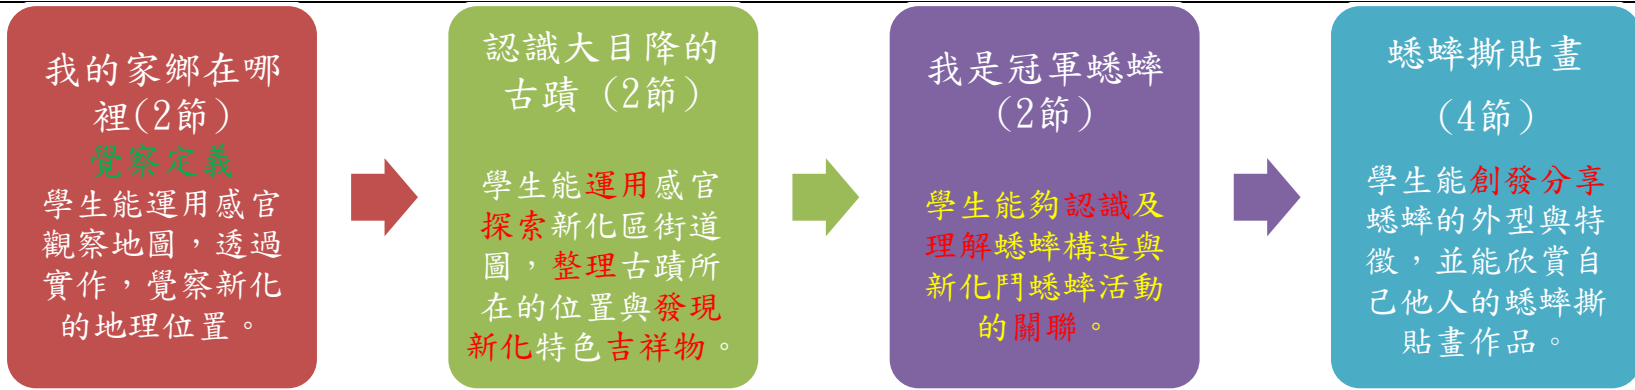 我的家鄉在哪
裡(2節)
覺察定義
學生能運用感官
觀察地圖，透過
實作，覺察新化
的地理位置。
認識大目降的
古蹟（2節）
學生能運用感官
探索新化區街道
圖，整理古蹟所
在的位置與發現
新化特色吉祥物。
我是冠軍蟋蟀
(2節)
學生能夠認識及
理解蟋蟀構造與
新化鬥蟋蟀活動
的關聯。
蟋蟀撕貼畫
（4節）
學生能創發分享
蟋蟀的外型與特
徵，並能欣賞自
己他人的蟋蟀撕
貼畫作品。